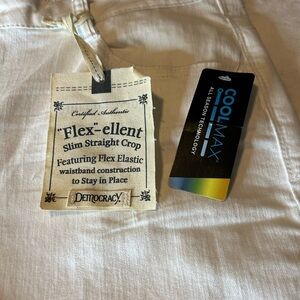 Certified Authentic
"Flex-ellent
Slim Straight Crop
Featuring Flex Elastic
waistband construction
to Stay in Place
DEMOCRACY
COOLMAX
ALL SEASON TECHNOLOGY